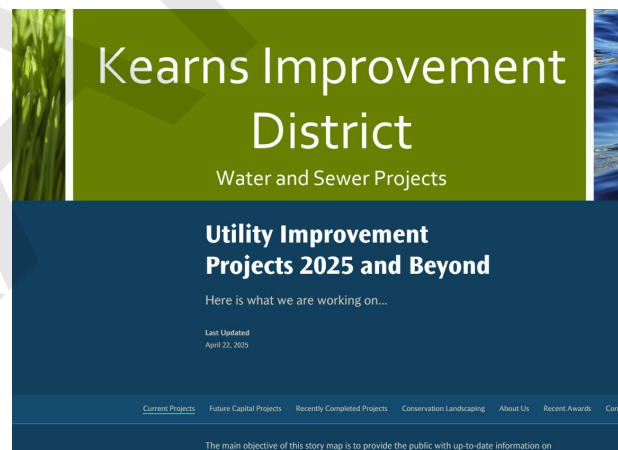 Kearns Improvement
District
Water and Sewer Projects
Utility Improvement
Projects 2025 and Beyond
Here is what we are working on...
Last Updated
April 22, 2025
Current Projects Future Capital Projects Recently Completed Projects Conservation Landscaping About Us Recent Awards
The main objective of this story map is to provide the public with up-to-date information on